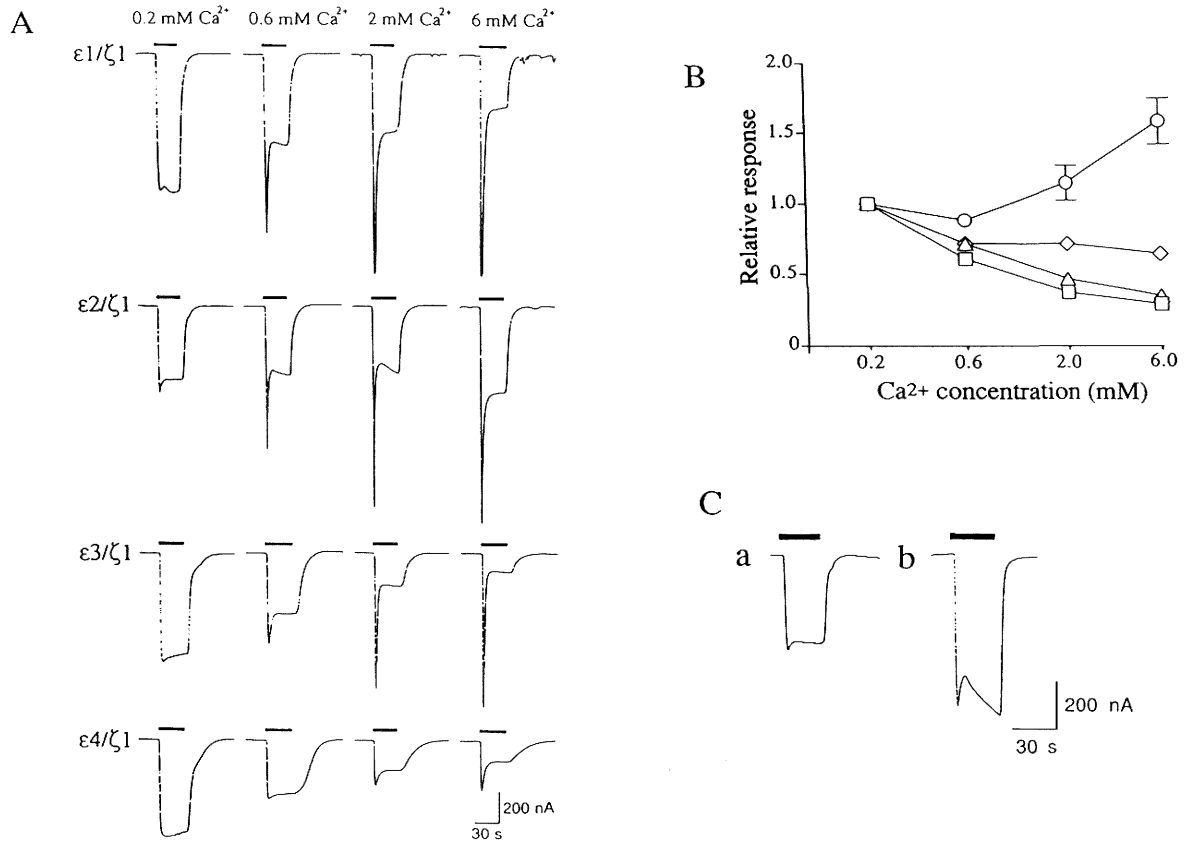 A
0.2 mM Ca²⁺ 0.6 mM Ca²⁺ 2 mM Ca²⁺ 6 mM Ca²⁺
ε1/ζ1
ε2/ζ1
ε3/ζ1
ε4/ζ1
200 nA
30 s
B
Relative response
2.0
1.5
1.0
0.5
0
0.2 0.6 2.0 6.0
Ca2+ concentration (mM)
C
a b
200 nA
30 s